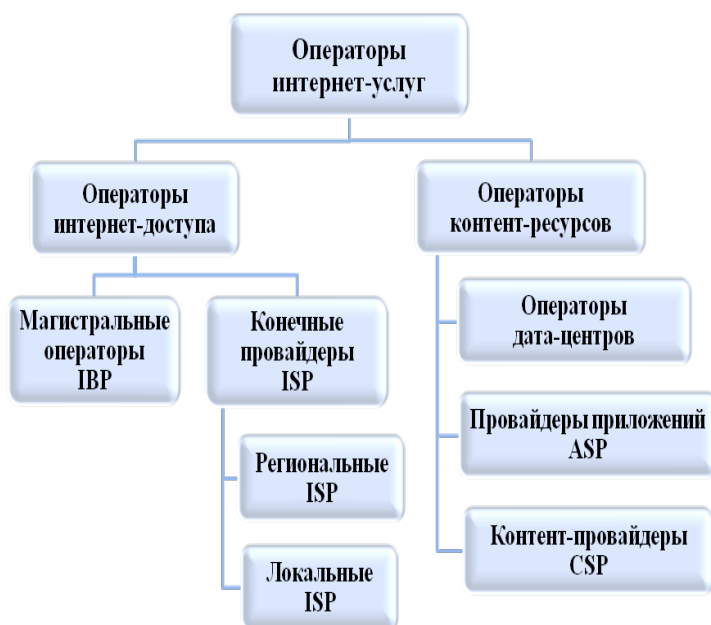 Операторы
интернет-услуг
Операторы
интернет-доступа
Операторы
контент-ресурсов
Магистральные
операторы
IBP
Конечные
провайдеры
ISP
Операторы
дата-центров
Провайдеры приложений
ASP
Региональные
ISP
Контент-провайдеры
CSP
Локальные
ISP